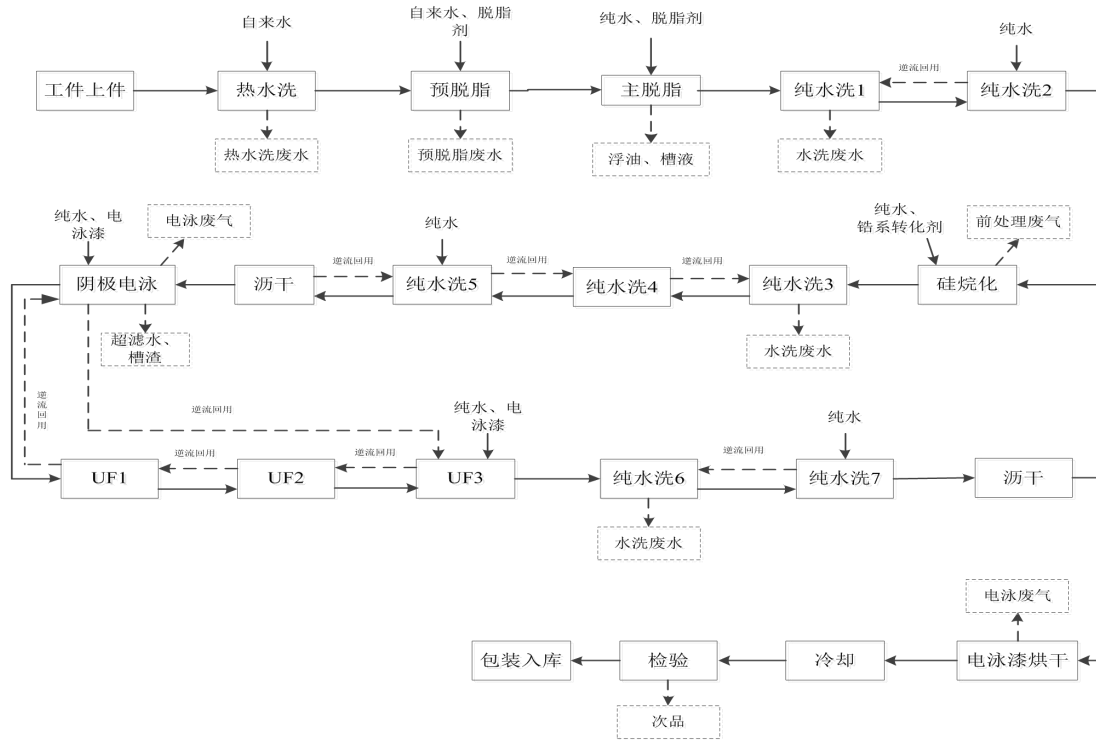 自来水
自来水、脱脂
剂
纯水、脱脂剂
纯水
工件上件
热水洗
预脱脂
主脱脂
纯水洗1
逆流回用
纯水洗2
热水洗废水
预脱脂废水
浮油、槽液
水洗废水
纯水、电
泳漆
电泳废气
纯水
纯水、
锆系转化剂
前处理废气
阴极电泳
沥干
逆流回用
纯水洗5
逆流回用
纯水洗4
逆流回用
纯水洗3
硅烷化
超滤水、
槽渣
水洗废水
逆流
回用
逆流回用
纯水、电
泳漆
纯水
UF1
逆流回用
UF2
逆流回用
UF3
纯水洗6
逆流回用
纯水洗7
沥干
水洗废水
电泳废气
包装入库
检验
冷却
电泳漆烘干
次品